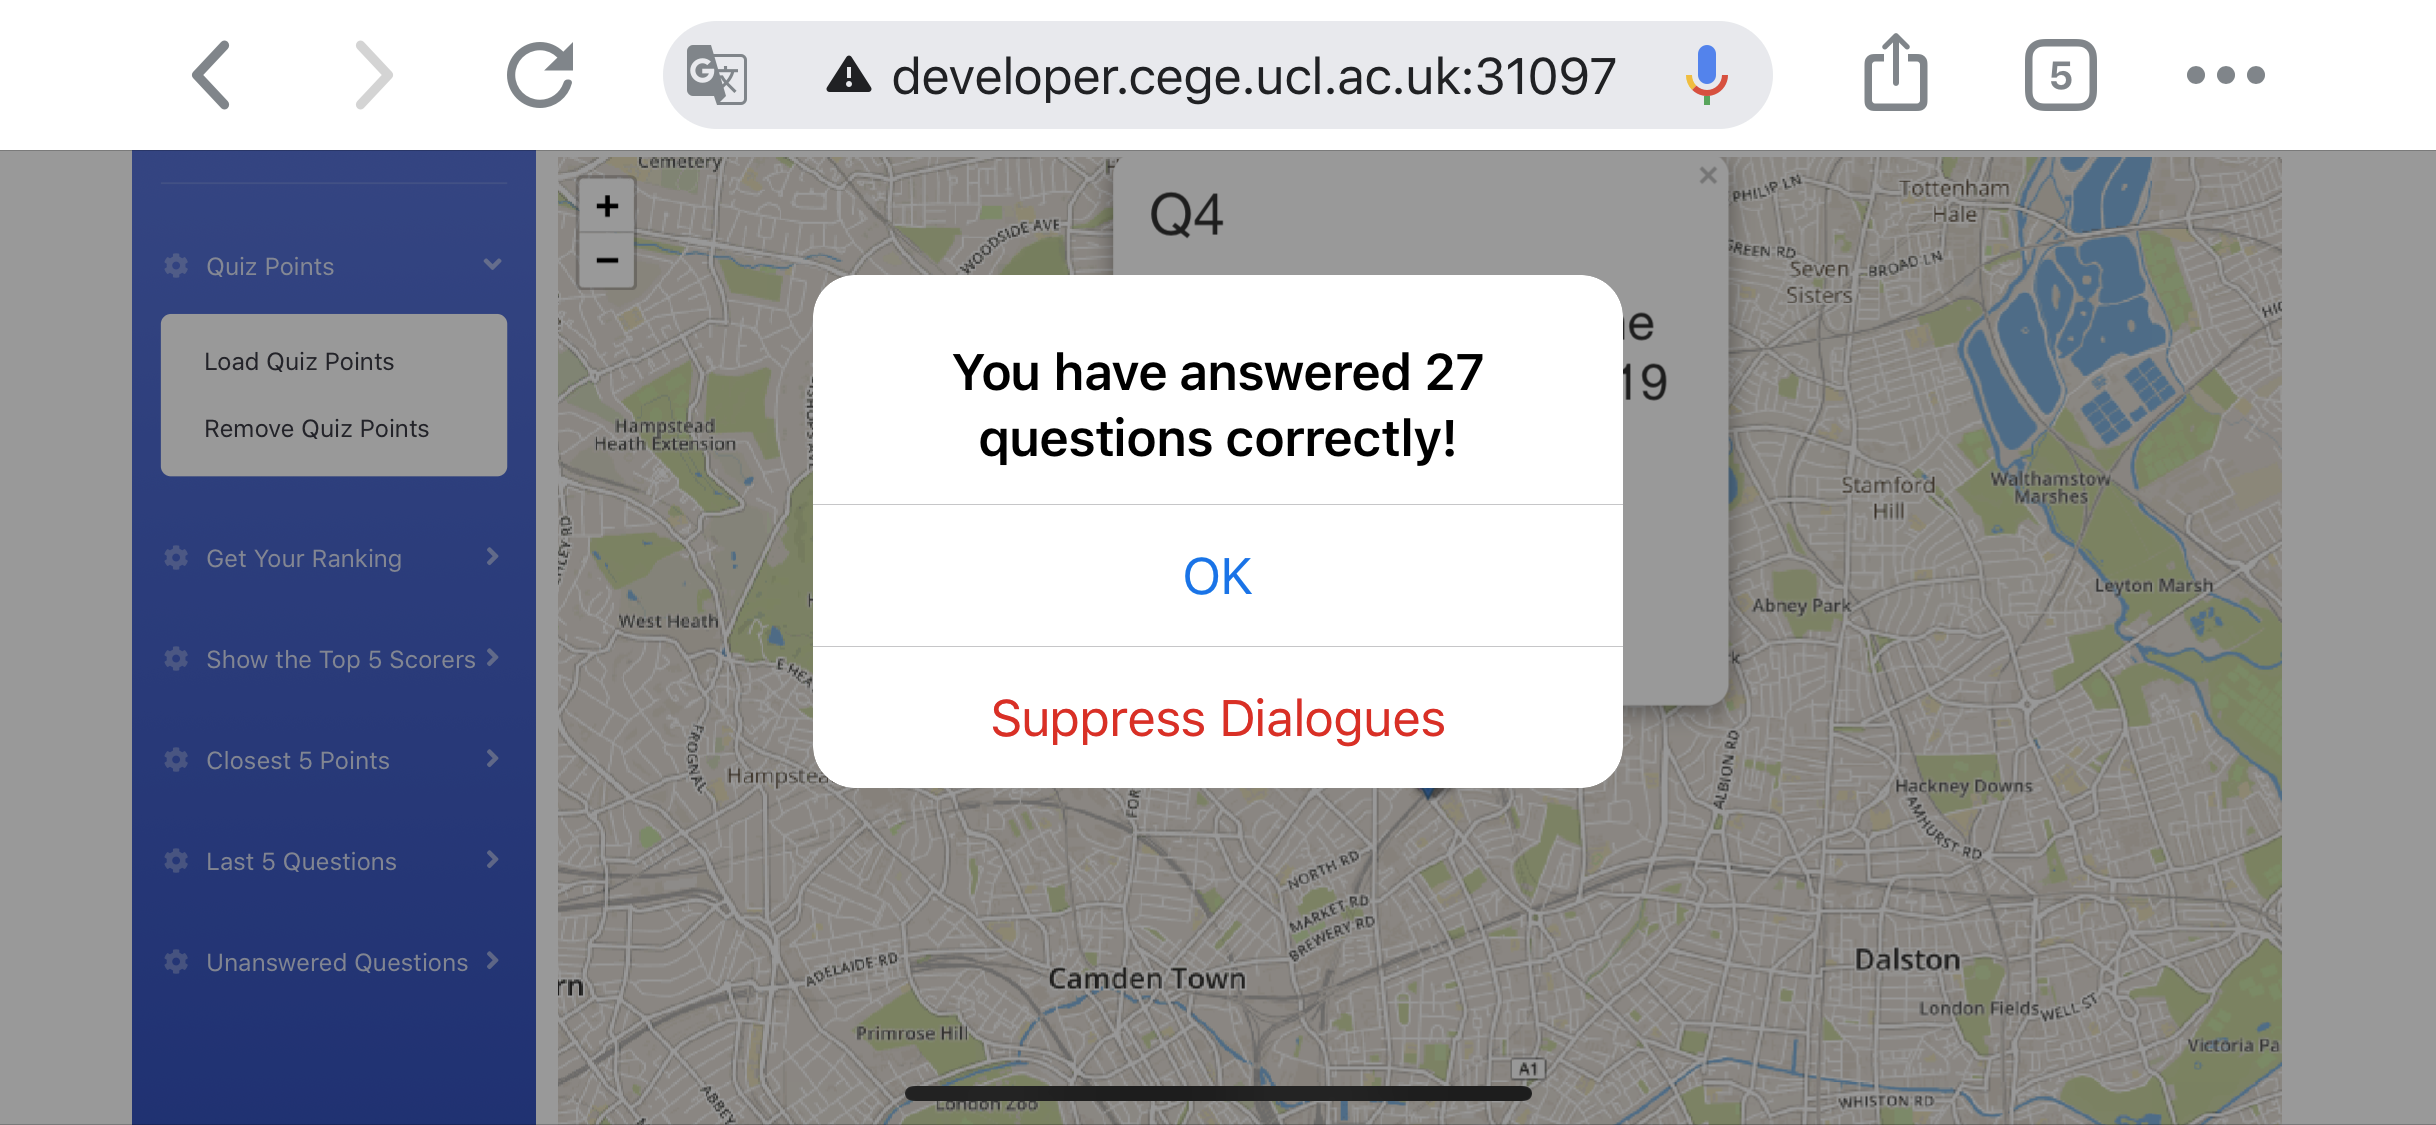 developer.cege.ucl.ac.uk:31097
5
Quiz Points
Load Quiz Points
Remove Quiz Points
Get Your Ranking
Show the Top 5 Scorers
Closest 5 Points
Last 5 Questions
Unanswered Questions
+
−
Q4
×
19
You have answered 27
questions correctly!
OK
Suppress Dialogues
Cemetery
WOODSIDE AVE
PHILIP LN
Tottenham
Hale
GREEN RD
Seven
Sisters
BROAD LN
Hampstead
Heath Extension
Stamford
Hill
Walthamstow
Marshes
Leyton Marsh
Abney Park
West Heath
FROGNAL
ALBION RD
Hackney Downs
AMHURST RD
NORTH RD
MARKET RD
BREWERY RD
ADELAIDE RD
Camden Town
Dalston
London Fields
WELL ST
Primrose Hill
A1
London Zoo
WHISTON RD